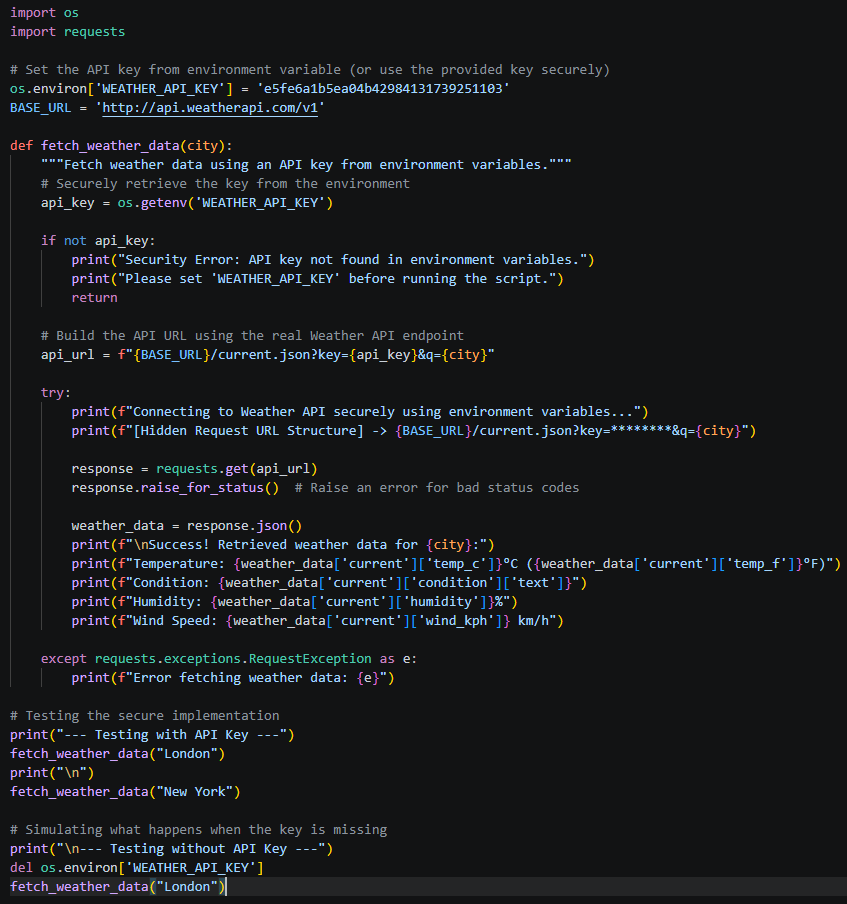 import os
import requests

# Set the API key from environment variable (or use the provided key securely)
os.environ['WEATHER_API_KEY'] = 'e5fe6a1b5ea04b42984131739251103'
BASE_URL = 'http://api.weatherapi.com/v1'

def fetch_weather_data(city):
    """Fetch weather data using an API key from environment variables."""
    # Securely retrieve the key from the environment
    api_key = os.getenv('WEATHER_API_KEY')

    if not api_key:
        print("Security Error: API key not found in environment variables.")
        print("Please set 'WEATHER_API_KEY' before running the script.")
        return

    # Build the API URL using the real Weather API endpoint
    api_url = f"{BASE_URL}/current.json?key={api_key}&q={city}"

    try:
        print(f"Connecting to Weather API securely using environment variables...")
        print(f"[Hidden Request URL Structure] -> {BASE_URL}/current.json?key=********&q={city}")

        response = requests.get(api_url)
        response.raise_for_status()  # Raise an error for bad status codes

        weather_data = response.json()
        print(f"\nSuccess! Retrieved weather data for {city}:")
        print(f"Temperature: {weather_data['current']['temp_c']}°C ({weather_data['current']['temp_f']}°F)")
        print(f"Condition: {weather_data['current']['condition']['text']}")
        print(f"Humidity: {weather_data['current']['humidity']}%")
        print(f"Wind Speed: {weather_data['current']['wind_kph']} km/h")

    except requests.exceptions.RequestException as e:
        print(f"Error fetching weather data: {e}")

# Testing the secure implementation
print("--- Testing with API Key ---")
fetch_weather_data("London")
print("\n")
fetch_weather_data("New York")

# Simulating what happens when the key is missing
print("\n--- Testing without API Key ---")
del os.environ['WEATHER_API_KEY']
fetch_weather_data("London")